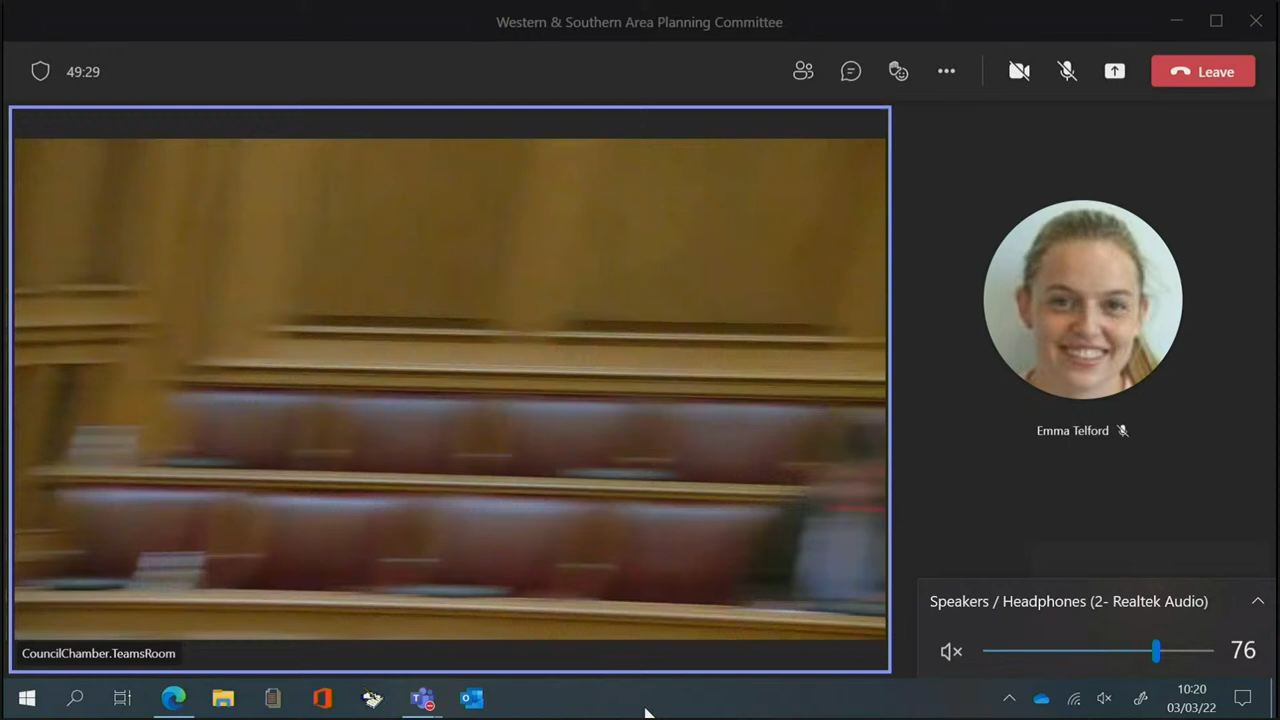 Western & Southern Area Planning Committee
49:29
Leave
Emma Telford
CouncilChamber.TeamsRoom
Speakers / Headphones (2- Realtek Audio)
76
10:20
03/03/22